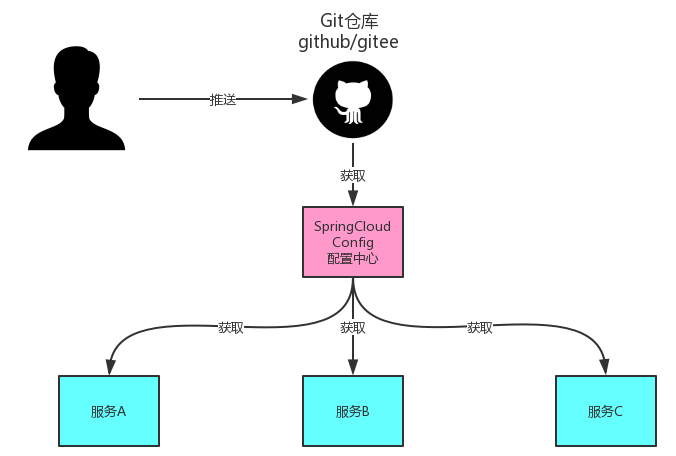 Git仓库
github/gitee
推送
获取
SpringCloud
Config
配置中心
获取
获取
获取
服务A
服务B
服务C